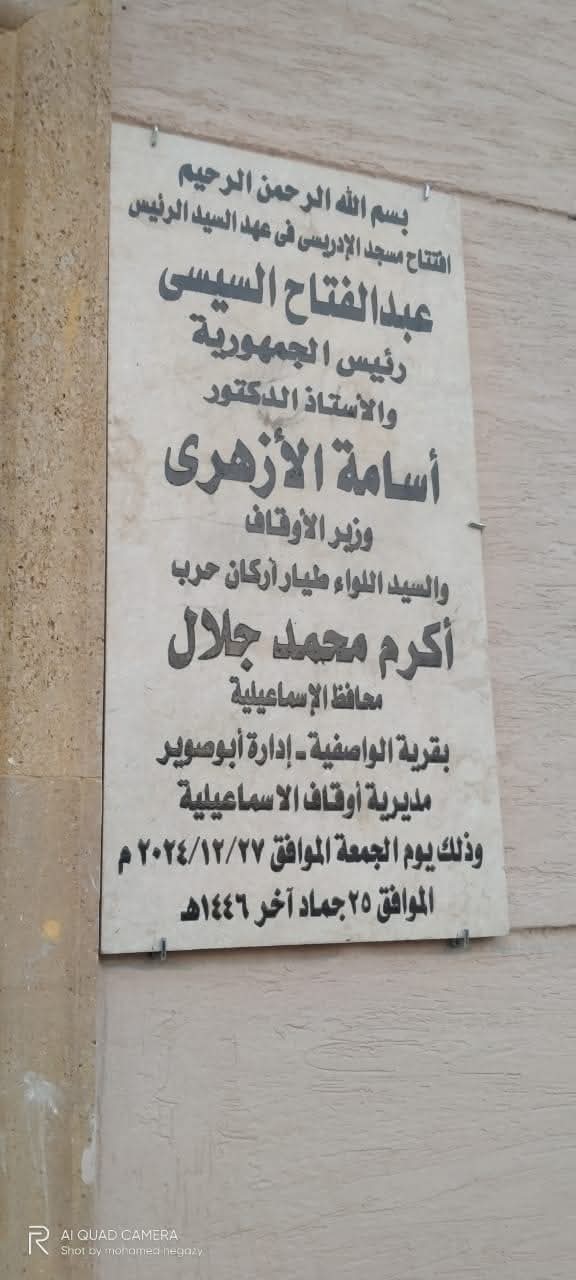 بسم الله الرحمن الرحيم
افتتاح مسجد الإدريسى فى عهد السيد الرئيس
عبدالفتاح السيسى
رئيس الجمهورية
والأستاذ الدكتور
أسامة الأزهرى
وزير الأوقاف
والسيد اللواء طيار أركان حرب
أكرم محمد جلال
محافظ الإسماعيلية
بقرية الواصفية - إدارة أبوصوير
مديرية أوقاف الاسماعيلية
وذلك يوم الجمعة الموافق ٢٠٢٤/١٢/٢٧ م
الموافق ٢٥ جماد آخر ١٤٤٦هـ
AI QUAD CAMERA
Shot by mohamed hegazy